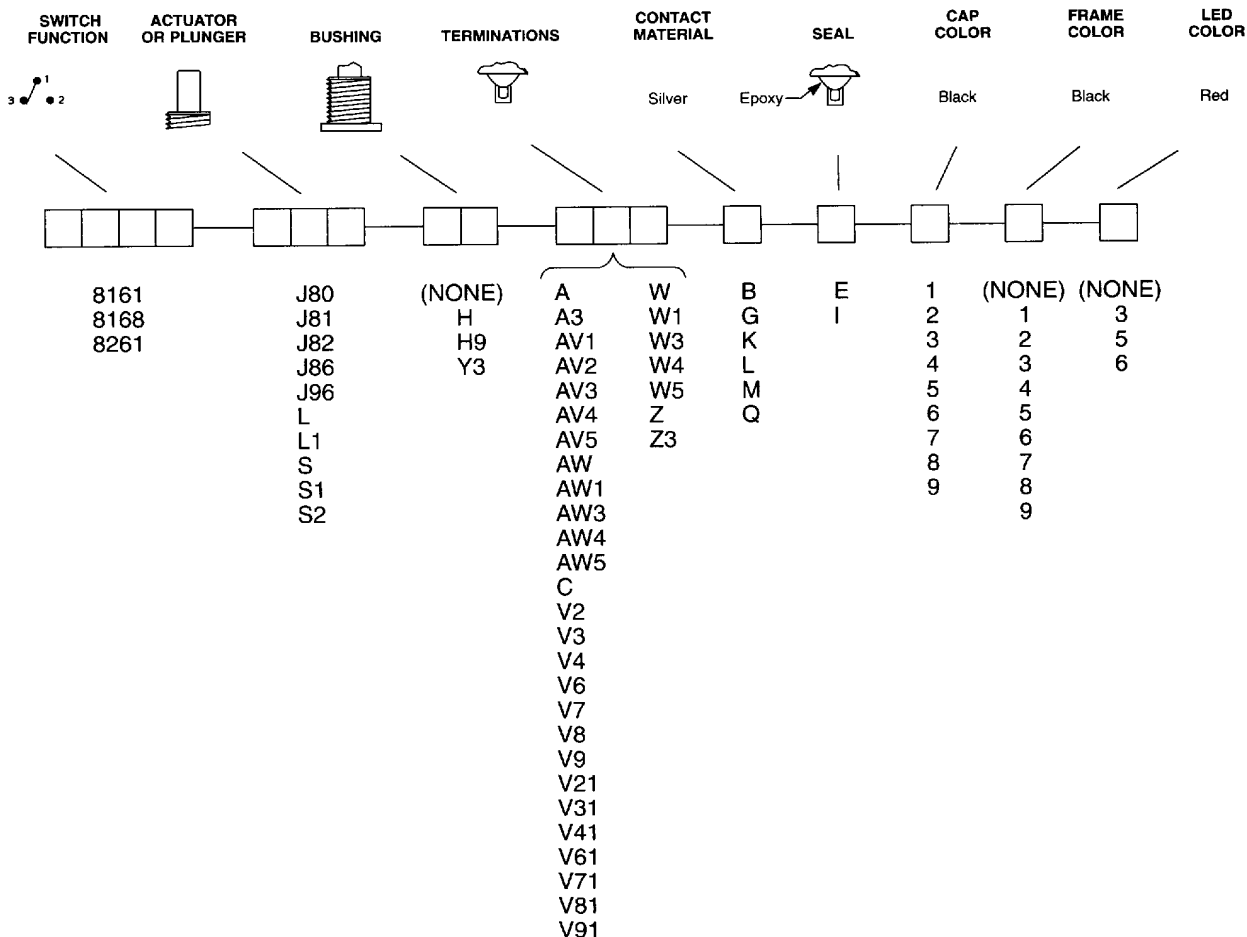 SWITCH FUNCTION
ACTUATOR OR PLUNGER
BUSHING
TERMINATIONS
CONTACT MATERIAL
SEAL
CAP COLOR
FRAME COLOR
LED COLOR
1
3 2
Silver
Epoxy
Black
Black
Red
8161
8168
8261
J80
J81
J82
J86
J96
L
L1
S
S1
S2
(NONE)
H
H9
Y3
A
A3
AV1
AV2
AV3
AV4
AV5
AW
AW1
AW3
AW4
AW5
C
V2
V3
V4
V6
V7
V8
V9
V21
V31
V41
V61
V71
V81
V91
W
W1
W3
W4
W5
Z
Z3
B
G
K
L
M
Q
E
I
1
2
3
4
5
6
7
8
9
(NONE)
1
2
3
4
5
6
7
8
9
(NONE)
3
5
6